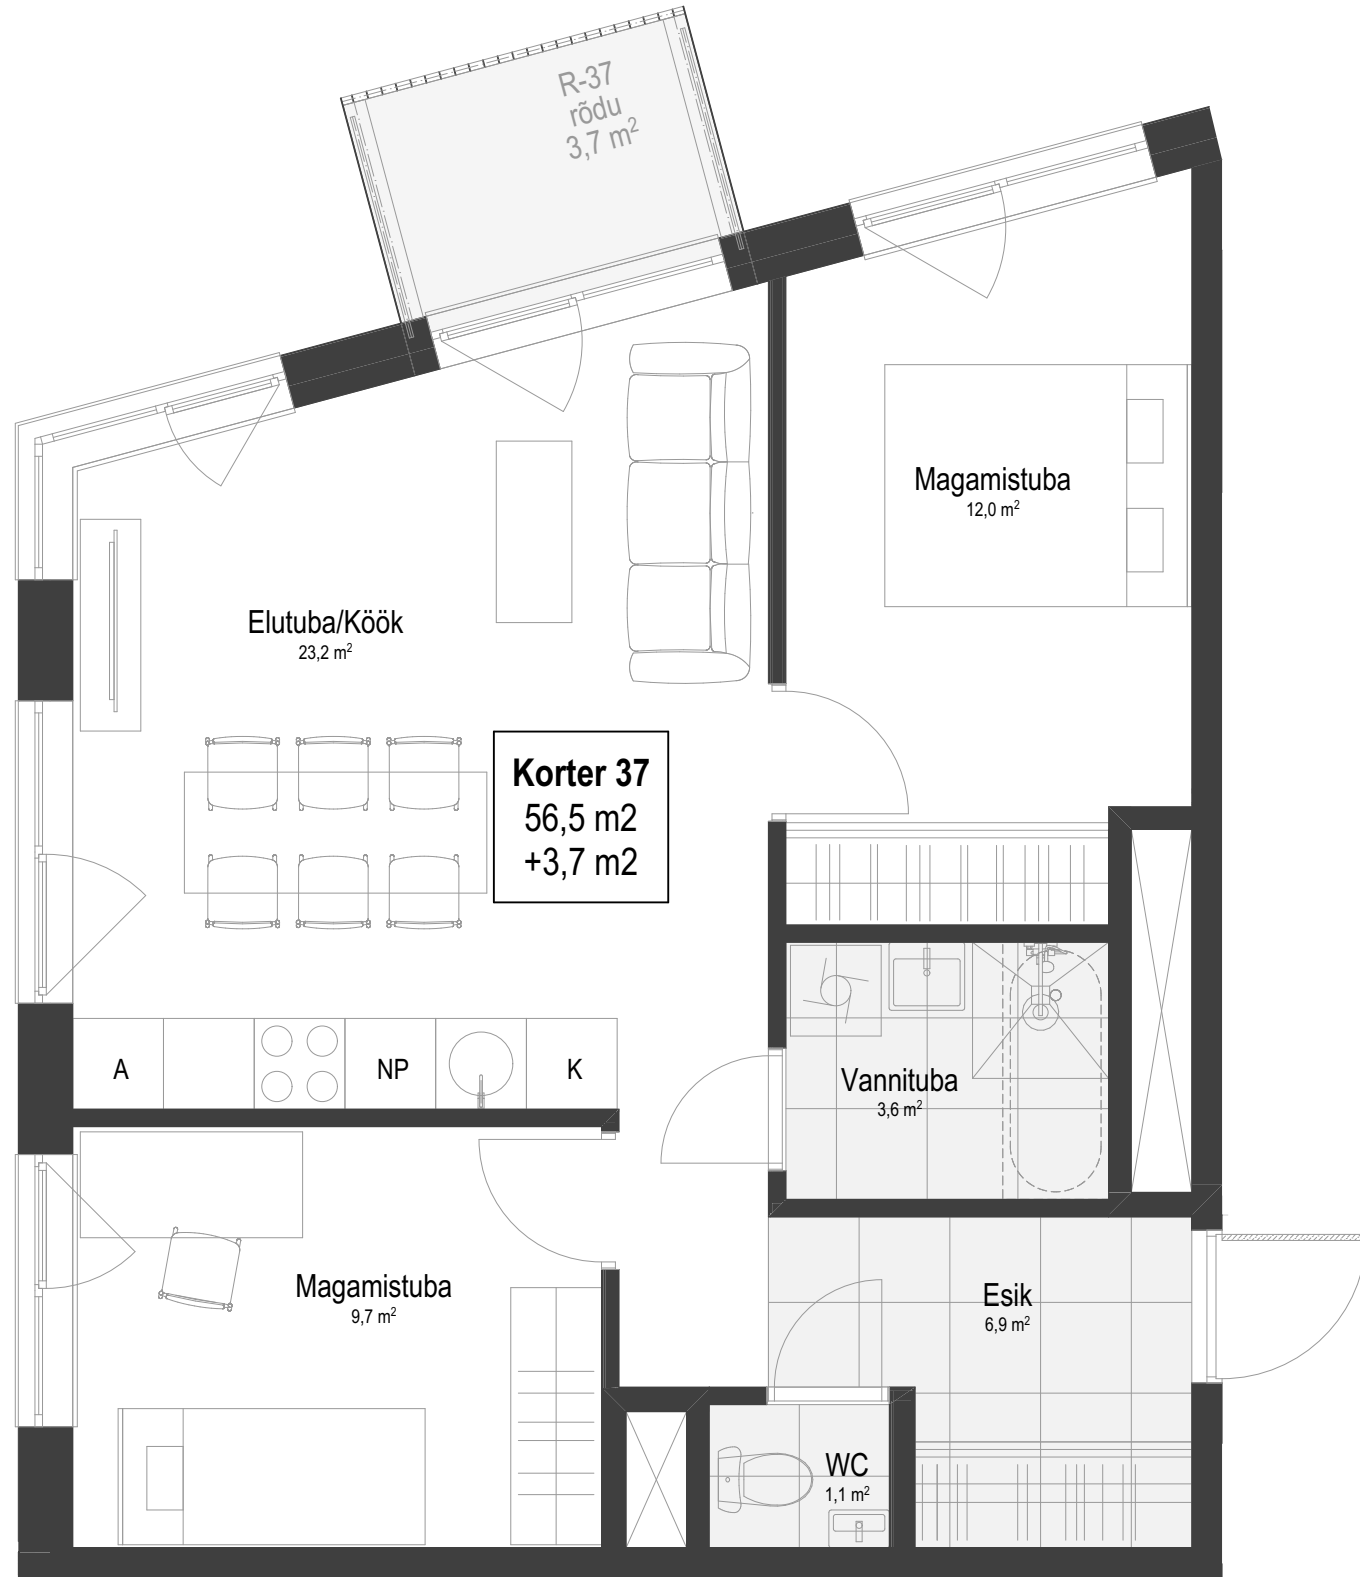 R-37
rõdu
3,7 m²
Magamistuba
12,0 m²
Elutuba/Köök
23,2 m²
Korter 37
56,5 m2
+3,7 m2
A
NP
K
Vannituba
3,6 m²
Magamistuba
9,7 m²
Esik
6,9 m²
WC
1,1 m²